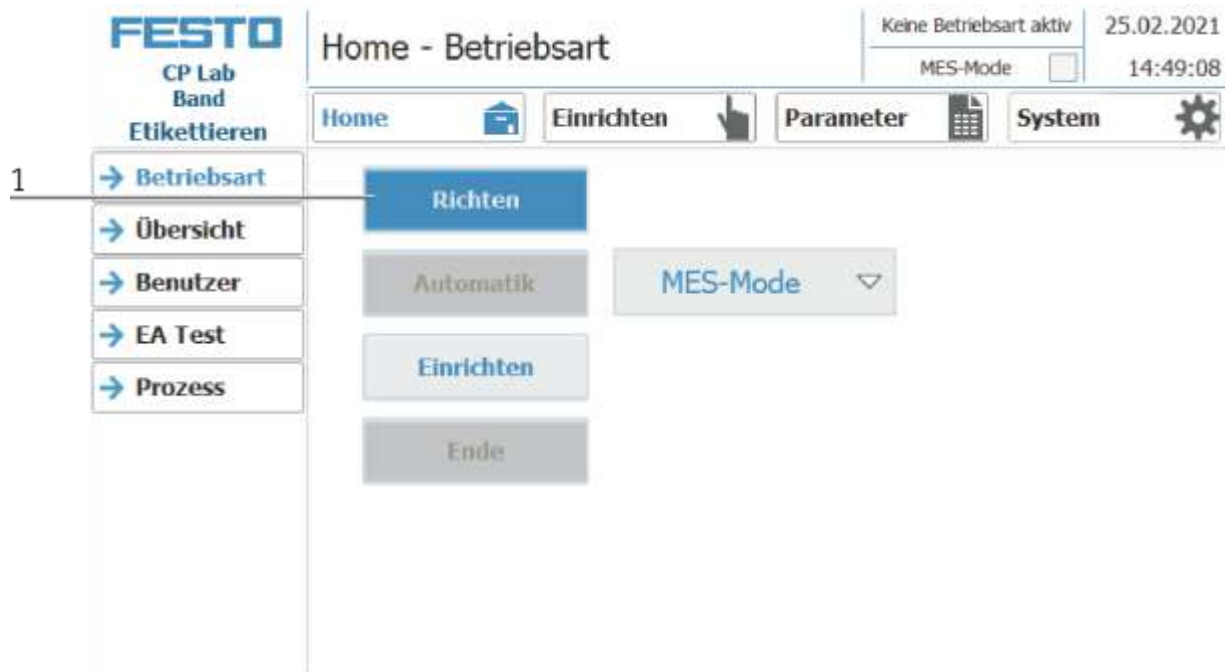 FESTO
CP Lab
Band
Etikettieren
Home - Betriebsart
Keine Betriebsart aktiv
MES-Mode
25.02.2021
14:49:08
Home
Einrichten
Parameter
System
1
Betriebsart
Übersicht
Benutzer
EA Test
Prozess
Richten
Automatik
MES-Mode
Einrichten
Ende